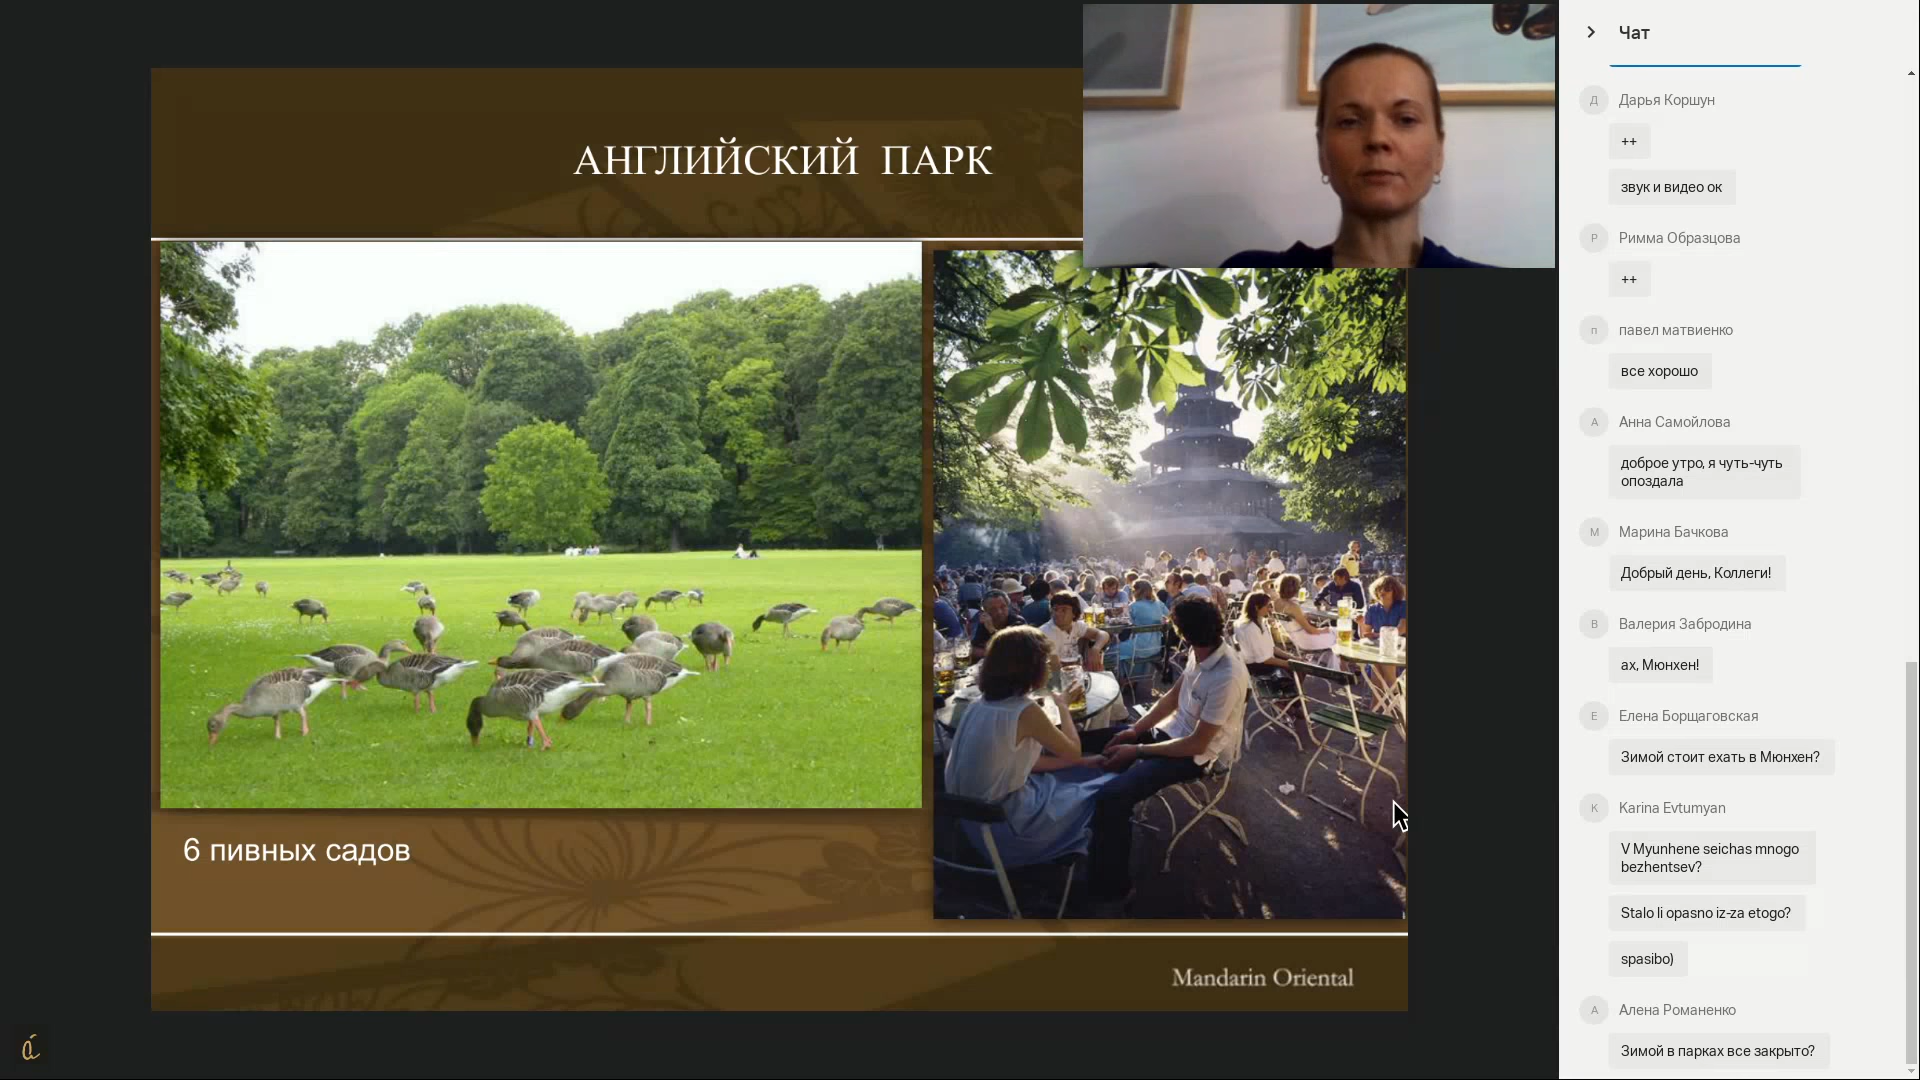 АНГЛИЙСКИЙ ПАРК
6 пивных садов
Mandarin Oriental
á
Чат
Д Дарья Коршун
++
звук и видео ок
Р Римма Образцова
++
п павел матвиенко
все хорошо
А Анна Самойлова
доброе утро, я чуть-чуть
опоздала
М Марина Бачкова
Добрый день, Коллеги!
В Валерия Забродина
ах, Мюнхен!
Е Елена Борщаговская
Зимой стоит ехать в Мюнхен?
K Karina Evtumyan
V Myunhene seichas mnogo
bezhentsev?
Stalo li opasno iz-za etogo?
spasibo)
А Алена Романенко
Зимой в парках все закрыто?